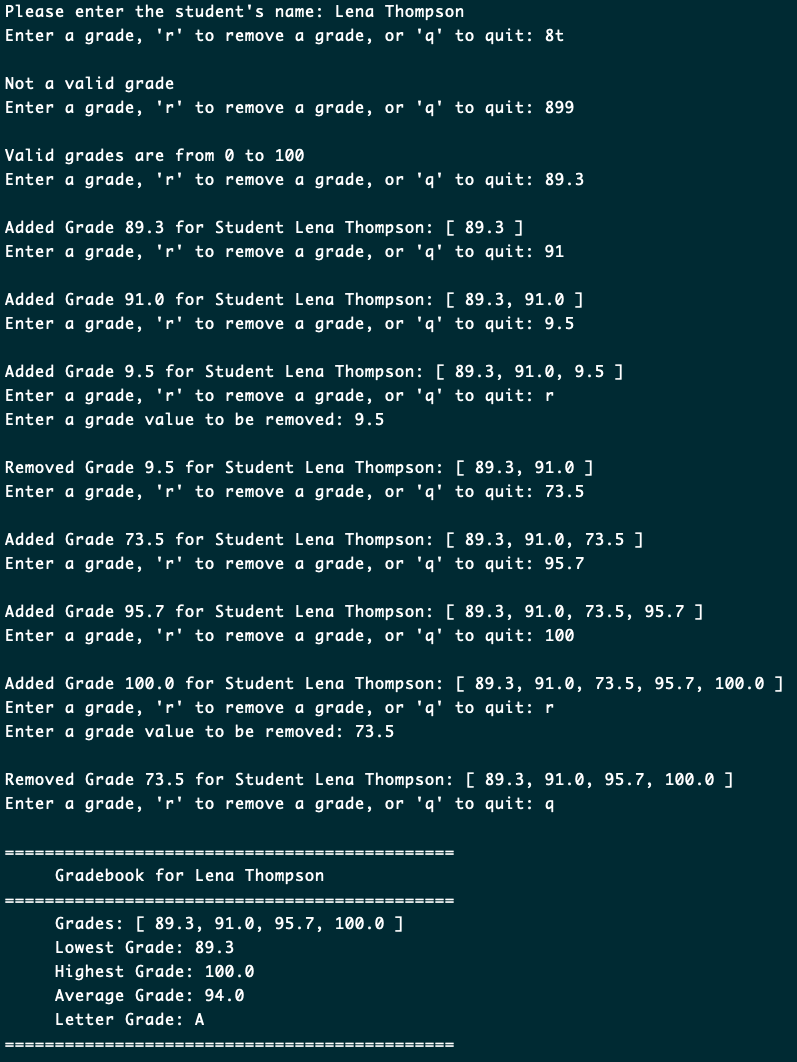 Please enter the student's name: Lena Thompson
Enter a grade, 'r' to remove a grade, or 'q' to quit: 8t
Not a valid grade
Enter a grade, 'r' to remove a grade, or 'q' to quit: 899
Valid grades are from 0 to 100
Enter a grade, 'r' to remove a grade, or 'q' to quit: 89.3
Added Grade 89.3 for Student Lena Thompson: [ 89.3 ]
Enter a grade, 'r' to remove a grade, or 'q' to quit: 91
Added Grade 91.0 for Student Lena Thompson: [ 89.3, 91.0 ]
Enter a grade, 'r' to remove a grade, or 'q' to quit: 9.5
Added Grade 9.5 for Student Lena Thompson: [ 89.3, 91.0, 9.5 ]
Enter a grade, 'r' to remove a grade, or 'q' to quit: r
Enter a grade value to be removed: 9.5
Removed Grade 9.5 for Student Lena Thompson: [ 89.3, 91.0 ]
Enter a grade, 'r' to remove a grade, or 'q' to quit: 73.5
Added Grade 73.5 for Student Lena Thompson: [ 89.3, 91.0, 73.5 ]
Enter a grade, 'r' to remove a grade, or 'q' to quit: 95.7
Added Grade 95.7 for Student Lena Thompson: [ 89.3, 91.0, 73.5, 95.7 ]
Enter a grade, 'r' to remove a grade, or 'q' to quit: 100
Added Grade 100.0 for Student Lena Thompson: [ 89.3, 91.0, 73.5, 95.7, 100.0 ]
Enter a grade, 'r' to remove a grade, or 'q' to quit: r
Enter a grade value to be removed: 73.5
Removed Grade 73.5 for Student Lena Thompson: [ 89.3, 91.0, 95.7, 100.0 ]
Enter a grade, 'r' to remove a grade, or 'q' to quit: q
=============================================
Gradebook for Lena Thompson
=============================================
Grades: [ 89.3, 91.0, 95.7, 100.0 ]
Lowest Grade: 89.3
Highest Grade: 100.0
Average Grade: 94.0
Letter Grade: A
=============================================